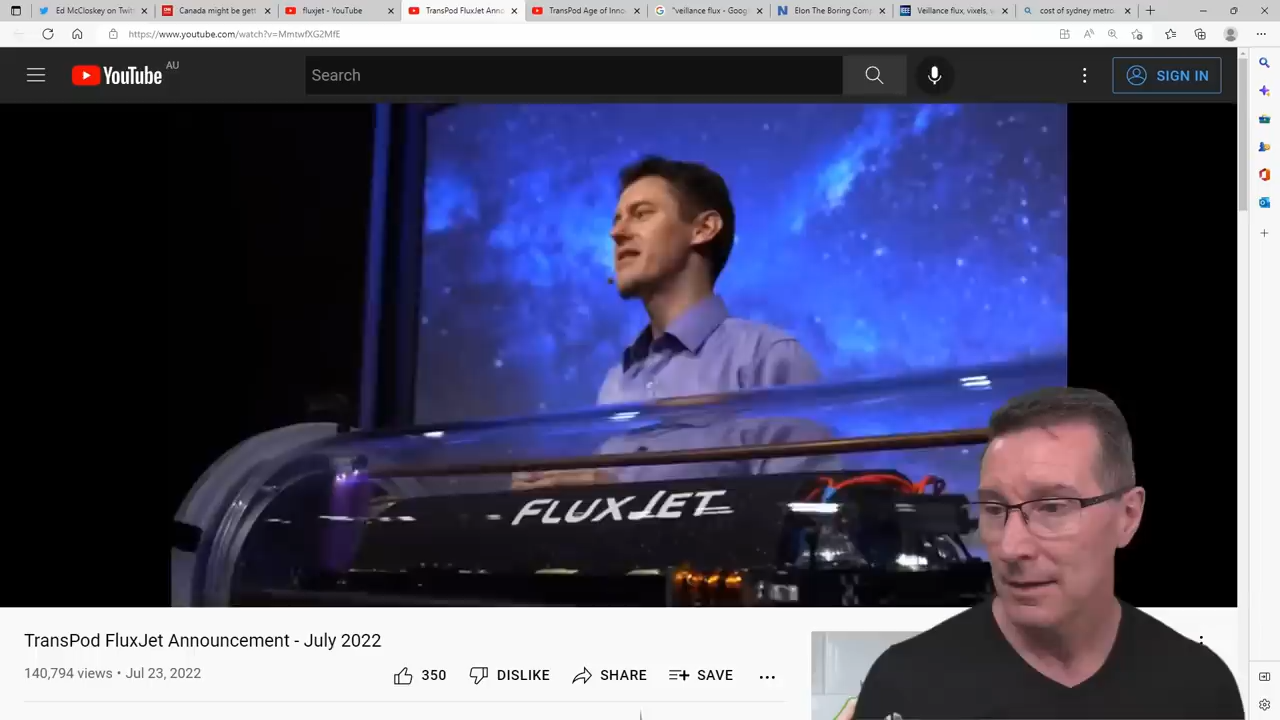 Ed McCloskey on Twit
Canada might be gett
fluxjet - YouTube
TransPod FluxJet Anno
TransPod Age of Inno
"veillance flux - Goog
Elon The Boring Comp
Veillance flux, vixels, s
cost of sydney metro
https://www.youtube.com/watch?v=MmtwfXG2MfE
YouTube AU
Search
SIGN IN
FLUXJET
TransPod FluxJet Announcement - July 2022
140,794 views • Jul 23, 2022
350
DISLIKE
SHARE
SAVE